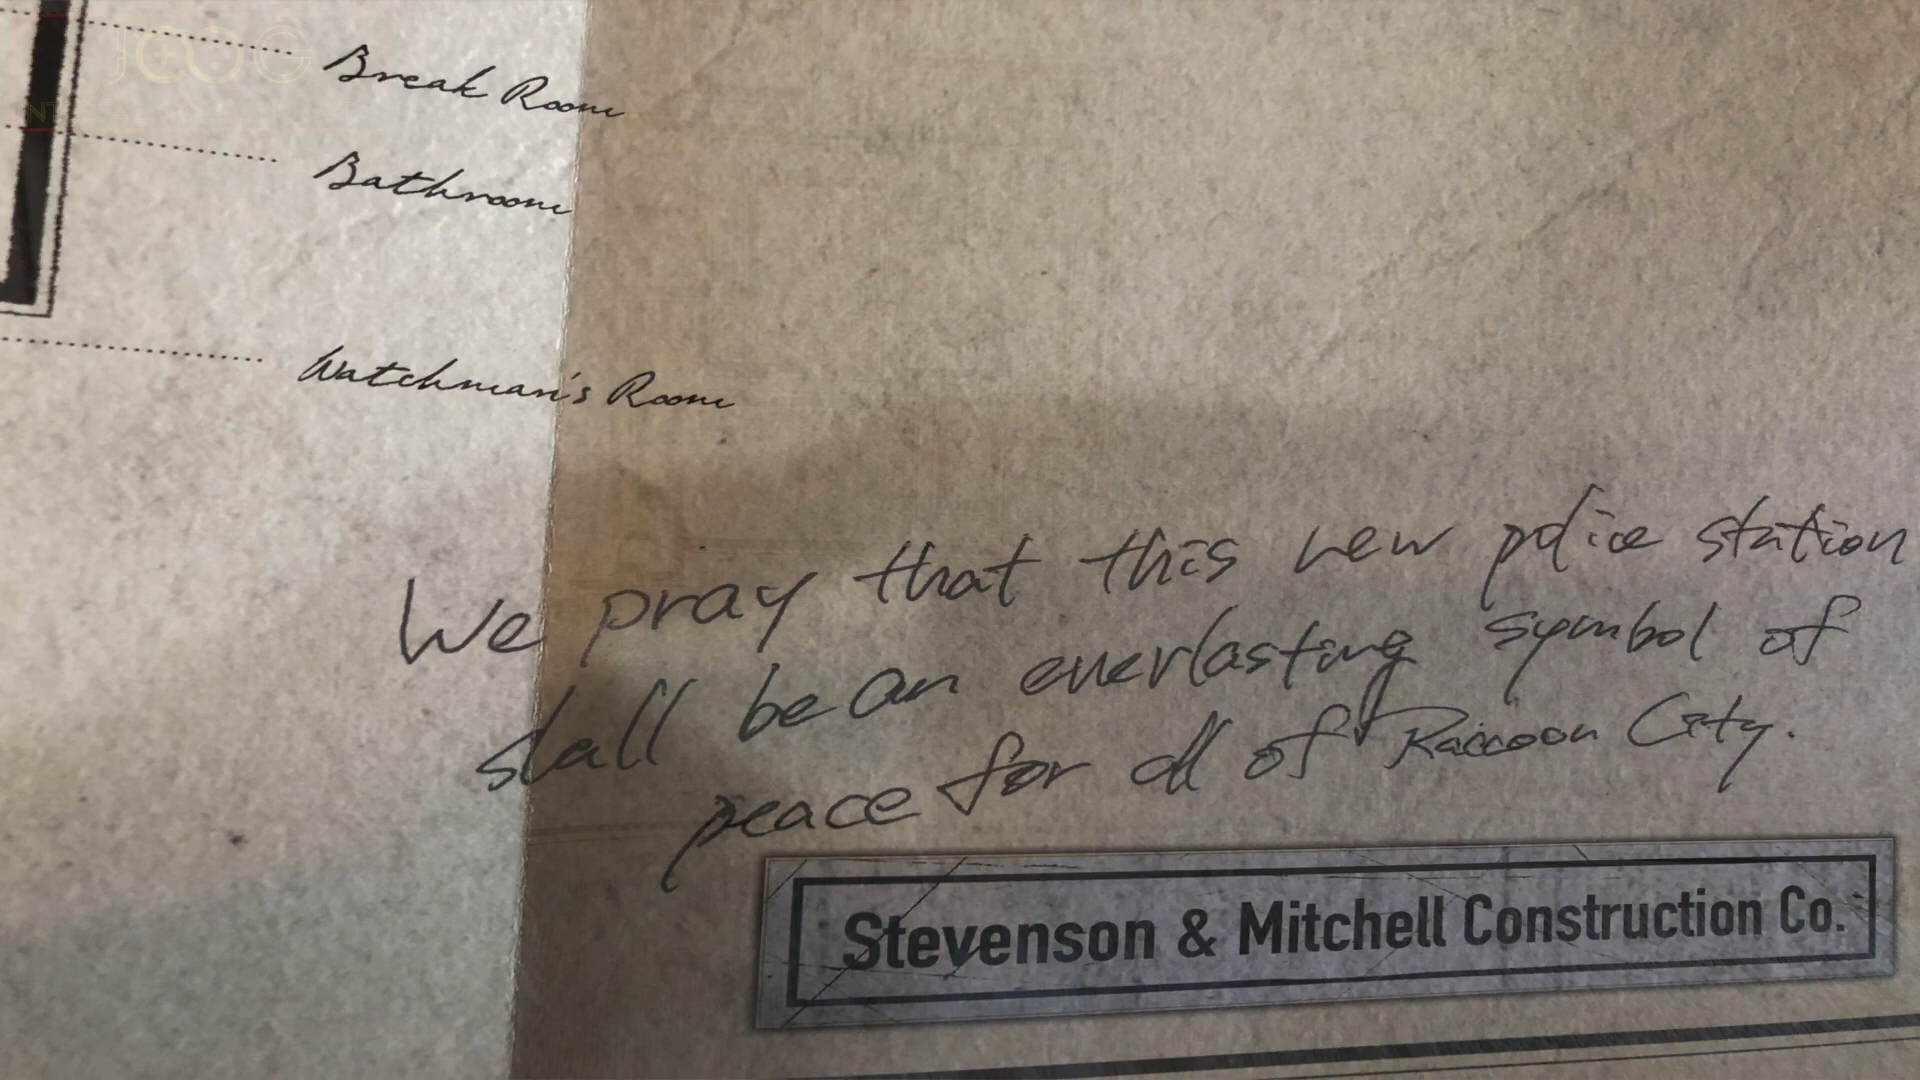 Break Room
Bathroom
Watchman's Room
We pray that this new police station
shall be an everlasting symbol of
peace for all of Raccoon City.
Stevenson & Mitchell Construction Co.